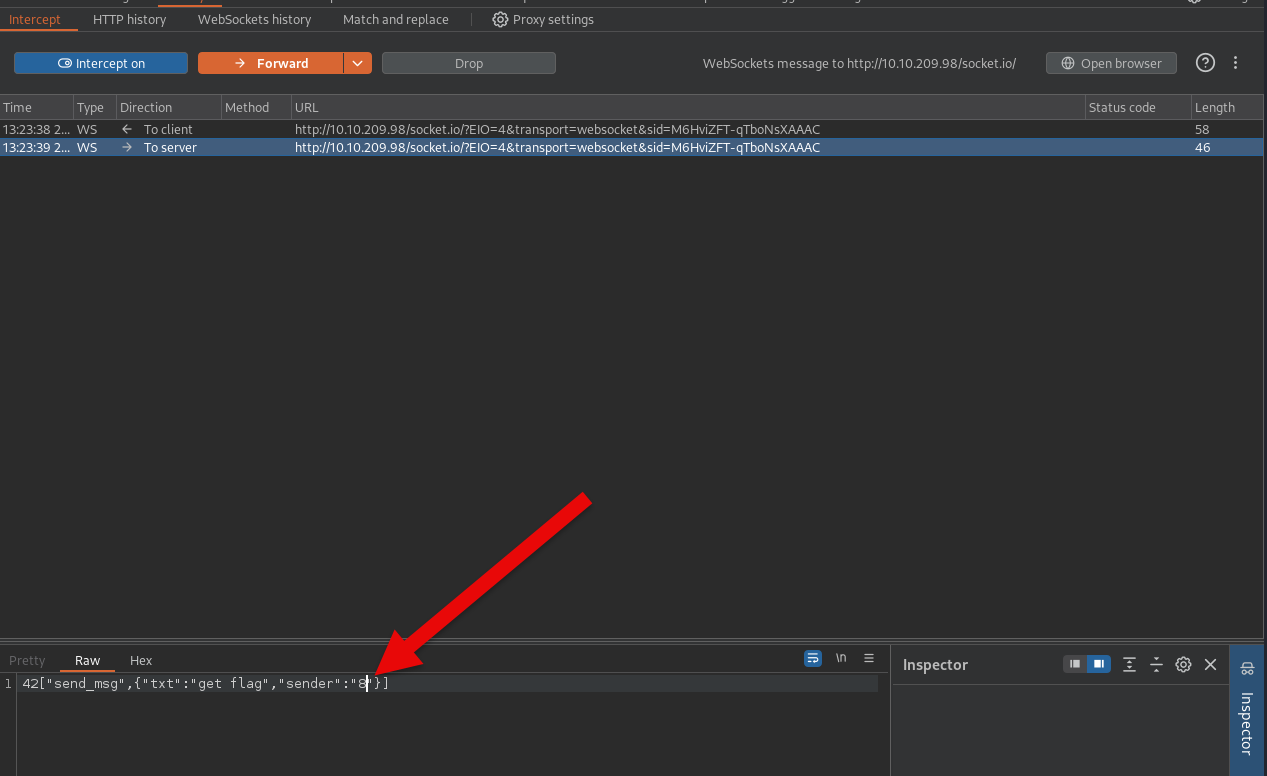 Intercept HTTP history WebSockets history Match and replace Proxy settings
Intercept on Forward Drop WebSockets message to http://10.10.209.98/socket.io/ Open browser ?
Time Type Direction Method URL Status code Length
13:23:38 2... WS ← To client http://10.10.209.98/socket.io/?EIO=4&transport=websocket&sid=M6HviZFT-qTboNsXAAAC 58
13:23:39 2... WS → To server http://10.10.209.98/socket.io/?EIO=4&transport=websocket&sid=M6HviZFT-qTboNsXAAAC 46
Pretty Raw Hex \n Inspector
1 42["send_msg",{"txt":"get flag","sender":"8"}]
Inspector